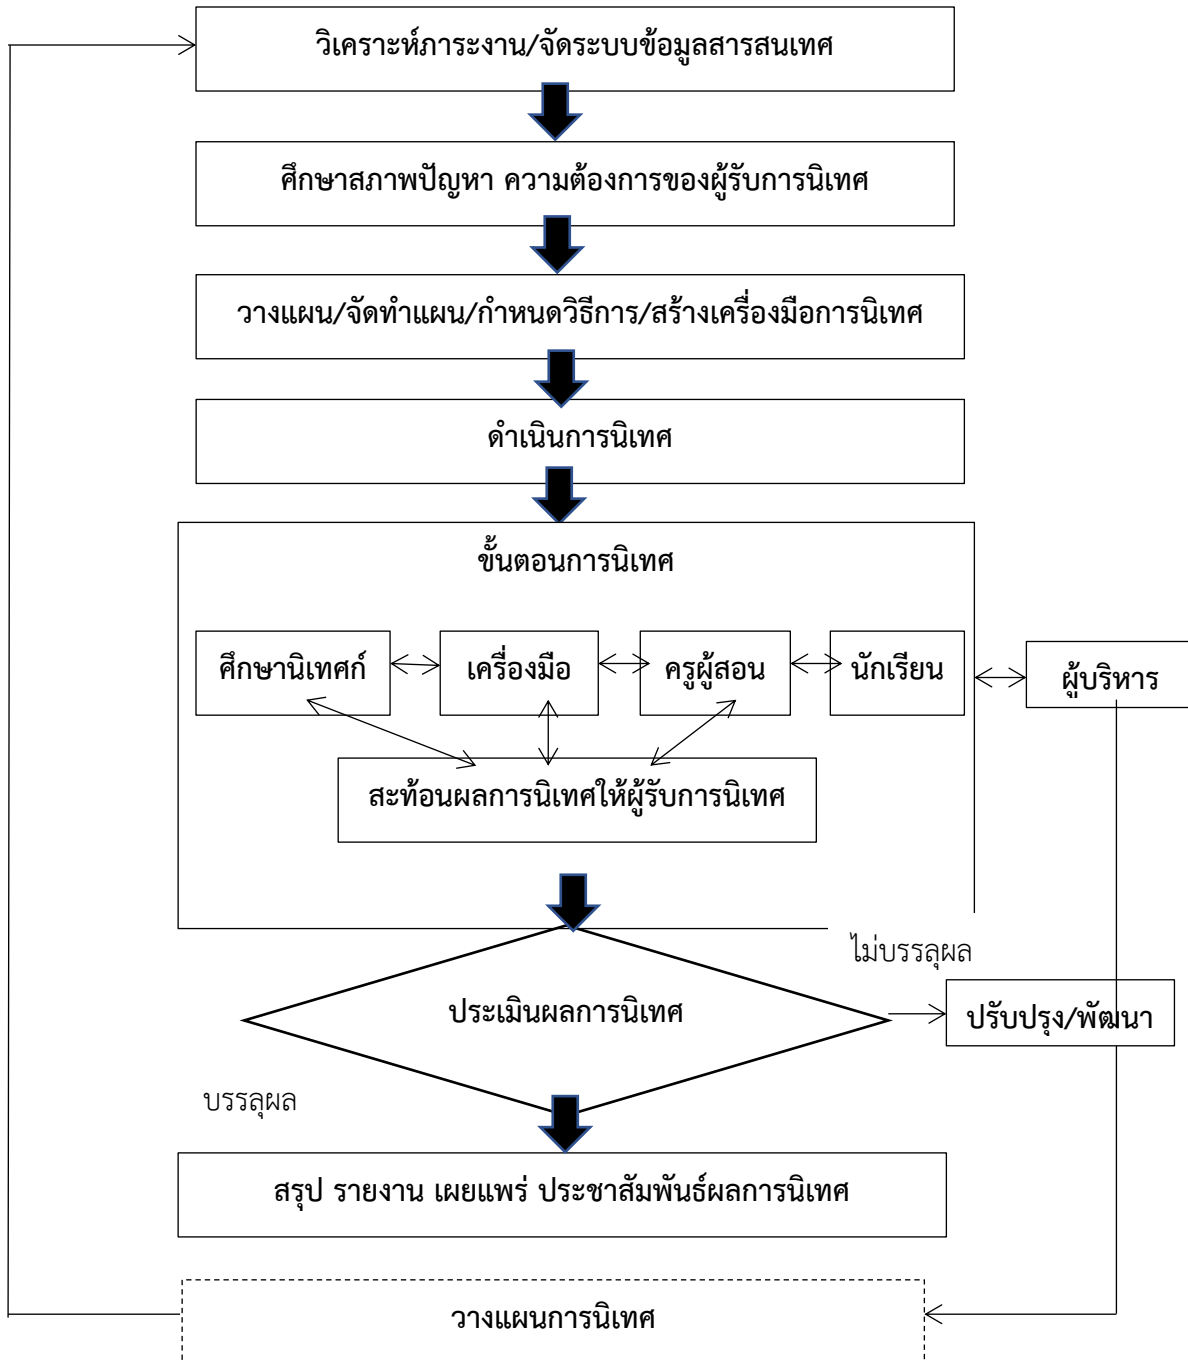 วิเคราะห์ภาระงาน/จัดระบบข้อมูลสารสนเทศ
ศึกษาสภาพปัญหา ความต้องการของผู้รับการนิเทศ
วางแผน/จัดทำแผน/กำหนดวิธีการ/สร้างเครื่องมือการนิเทศ
ดำเนินการนิเทศ
ขั้นตอนการนิเทศ
ศึกษานิเทศก์
เครื่องมือ
ครูผู้สอน
นักเรียน
ผู้บริหาร
สะท้อนผลการนิเทศให้ผู้รับการนิเทศ
ไม่บรรลุผล
ประเมินผลการนิเทศ
ปรับปรุง/พัฒนา
บรรลุผล
สรุป รายงาน เผยแพร่ ประชาสัมพันธ์ผลการนิเทศ
วางแผนการนิเทศ